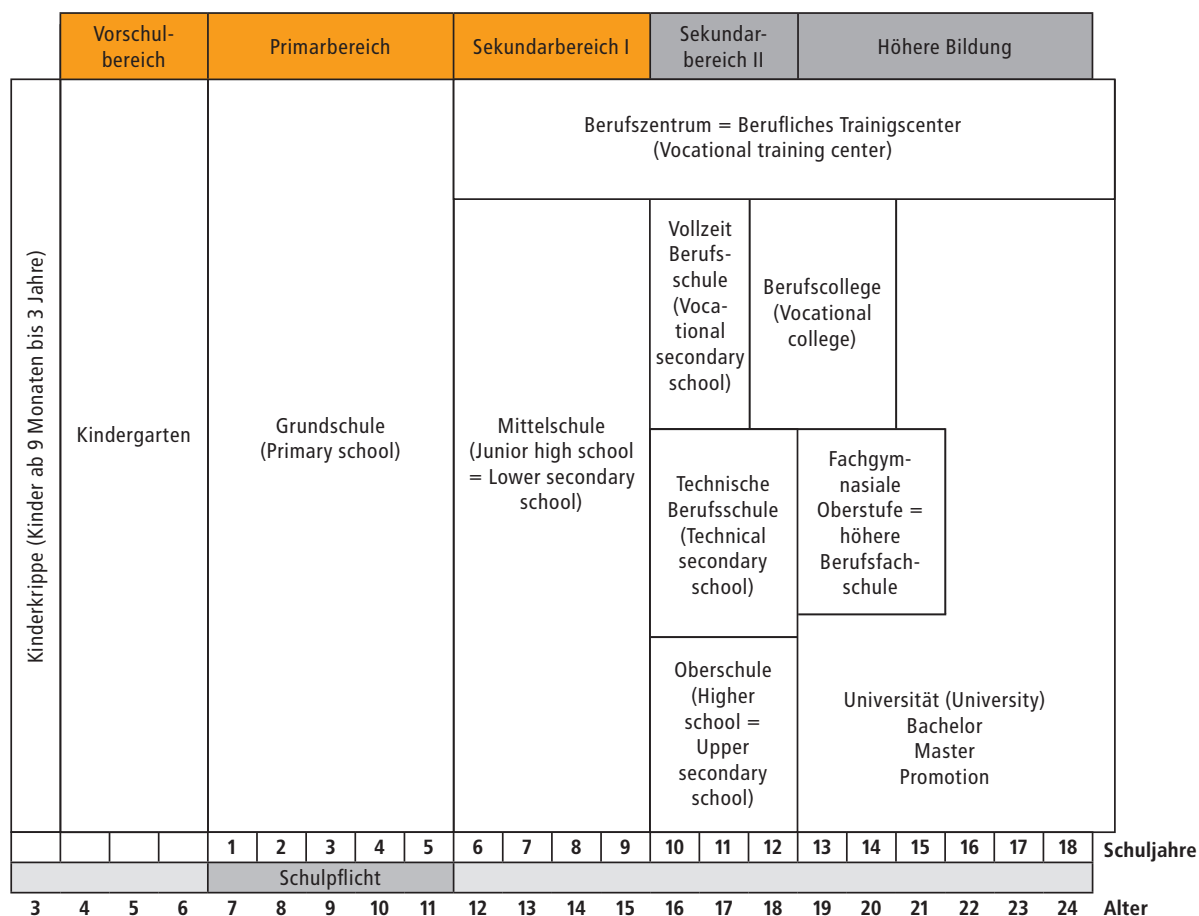 Vorschul-
bereich
Primarbereich
Sekundarbereich I
Sekundar-
bereich II
Höhere Bildung
Kinderkrippe (Kinder ab 9 Monaten bis 3 Jahre)
Kindergarten
Grundschule
(Primary school)
Berufszentrum = Berufliches Trainigscenter
(Vocational training center)
Mittelschule
(Junior high school
= Lower secondary
school)
Vollzeit
Berufs-
schule
(Voca-
tional
secondary
school)
Berufscollege
(Vocational
college)
Technische
Berufsschule
(Technical
secondary
school)
Fachgym-
nasiale
Oberstufe =
höhere
Berufsfach-
schule
Oberschule
(Higher
school =
Upper
secondary
school)
Universität (University)
Bachelor
Master
Promotion
1 2 3 4 5 6 7 8 9 10 11 12 13 14 15 16 17 18 Schuljahre
Schulpflicht
3 4 5 6 7 8 9 10 11 12 13 14 15 16 17 18 19 20 21 22 23 24 Alter